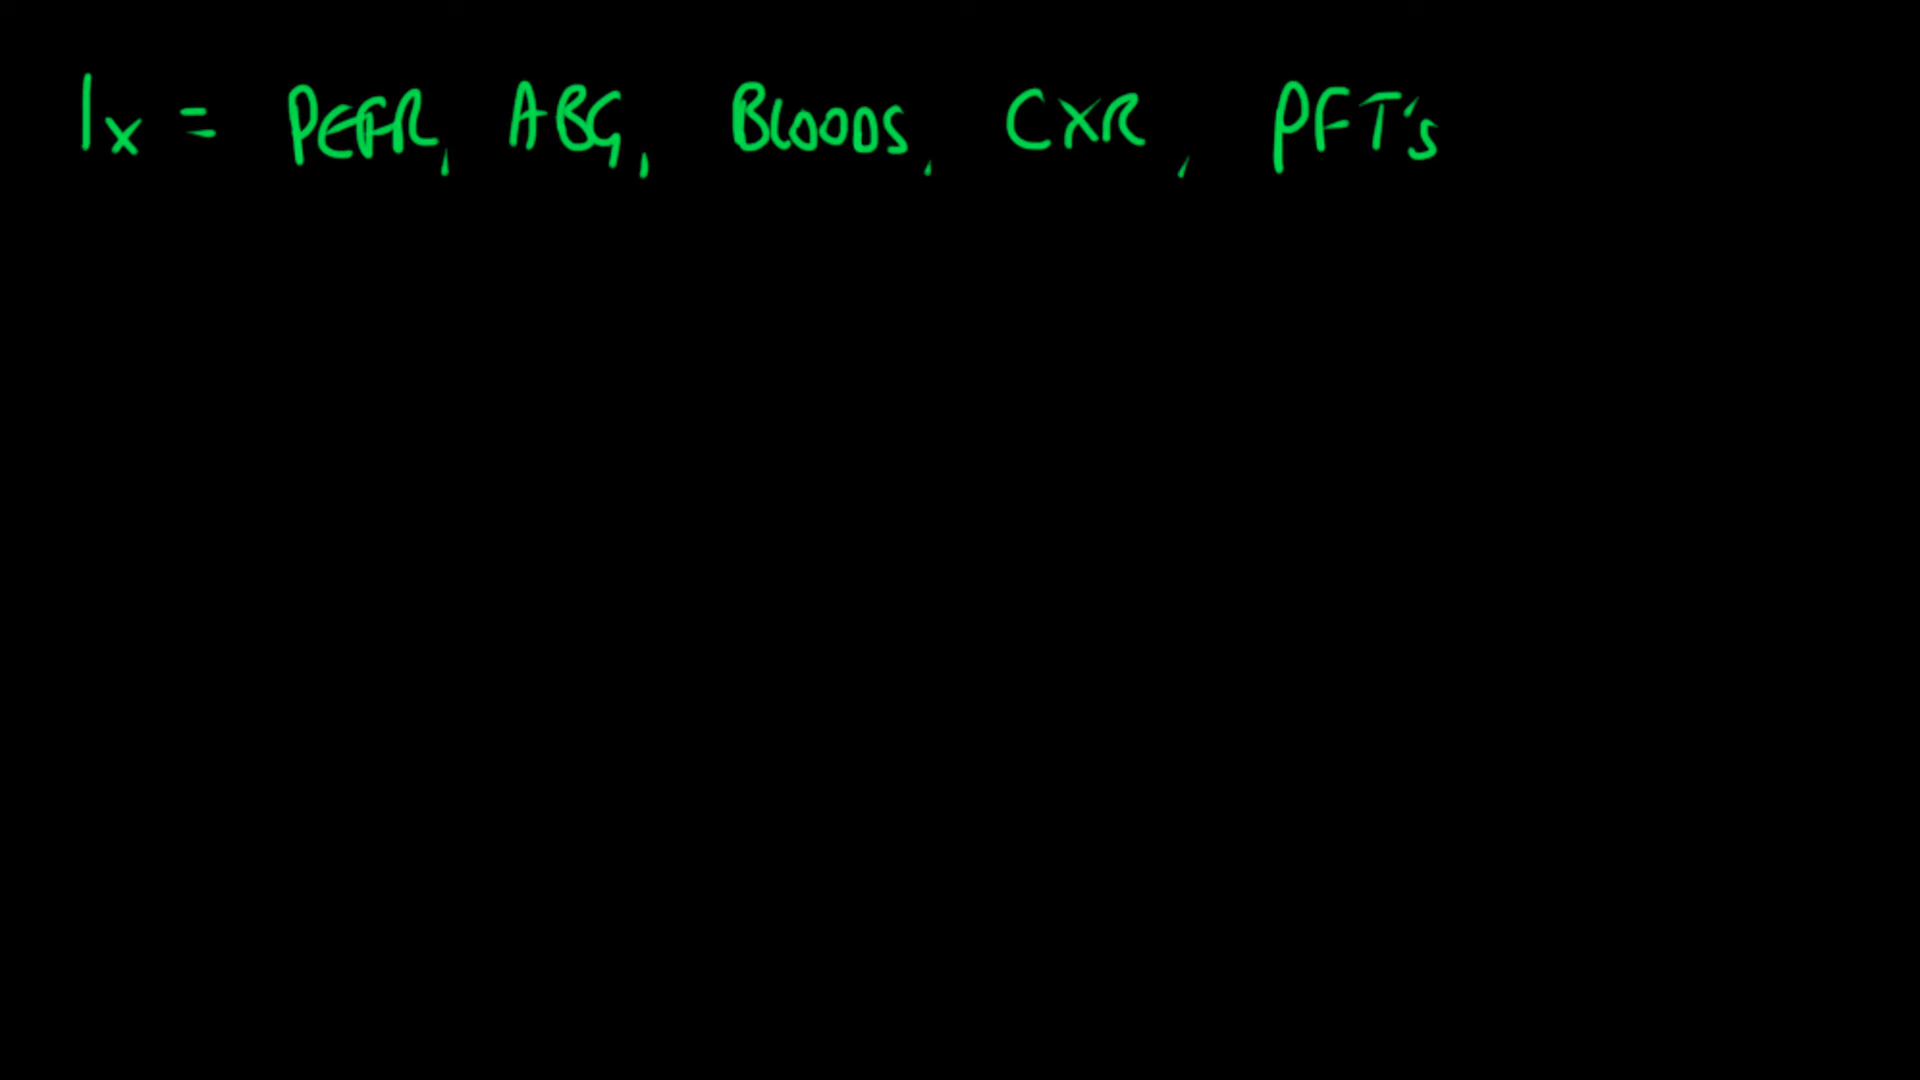 Ix = PEFR, ABG, BLOODS, CXR, PFT's